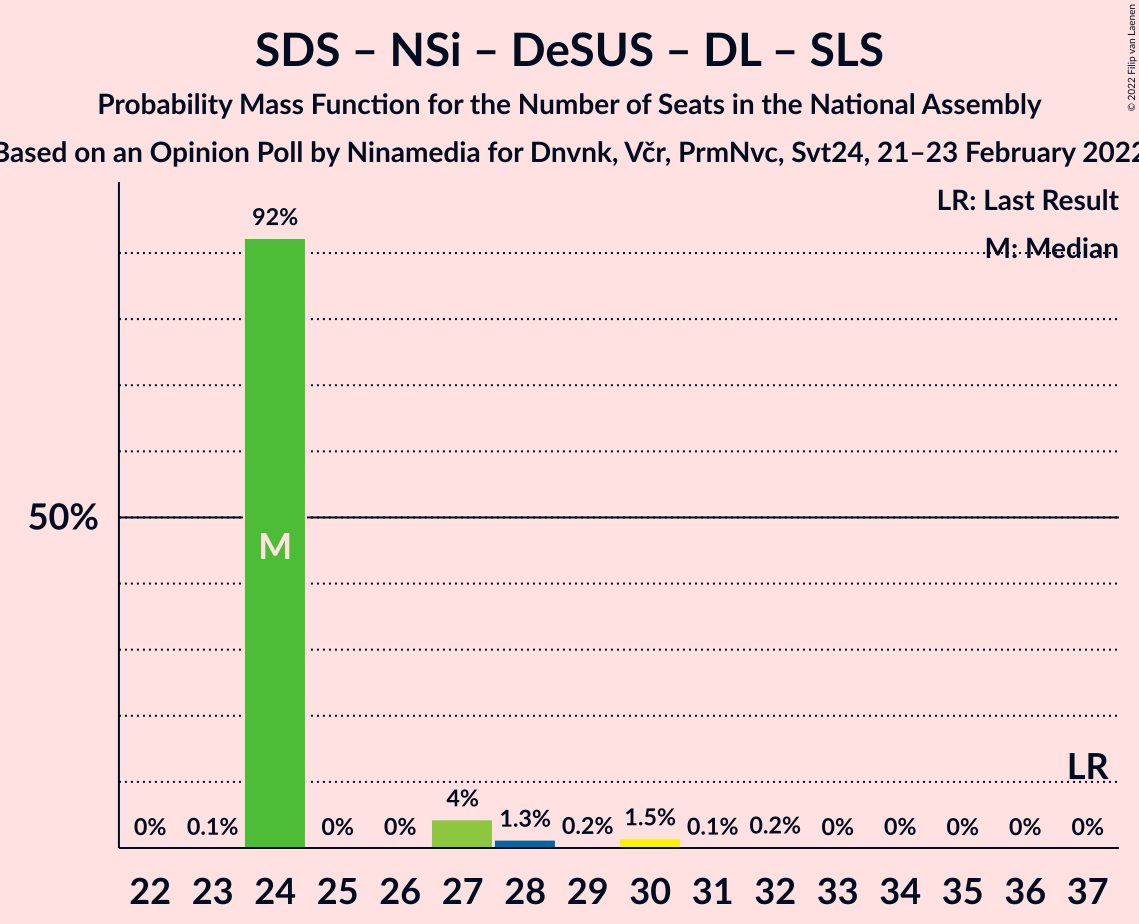 © 2022 Filip van Laenen
SDS – NSi – DeSUS – DL – SLS
Probability Mass Function for the Number of Seats in the National Assembly
Based on an Opinion Poll by Ninamedia for Dnvnk, Včr, PrmNvc, Svt24, 21–23 February 2022
LR: Last Result
M: Median
92%
50%
M
LR
0% 0.1% 0% 0% 4% 1.3% 0.2% 1.5% 0.1% 0.2% 0% 0% 0% 0% 0%
22 23 24 25 26 27 28 29 30 31 32 33 34 35 36 37